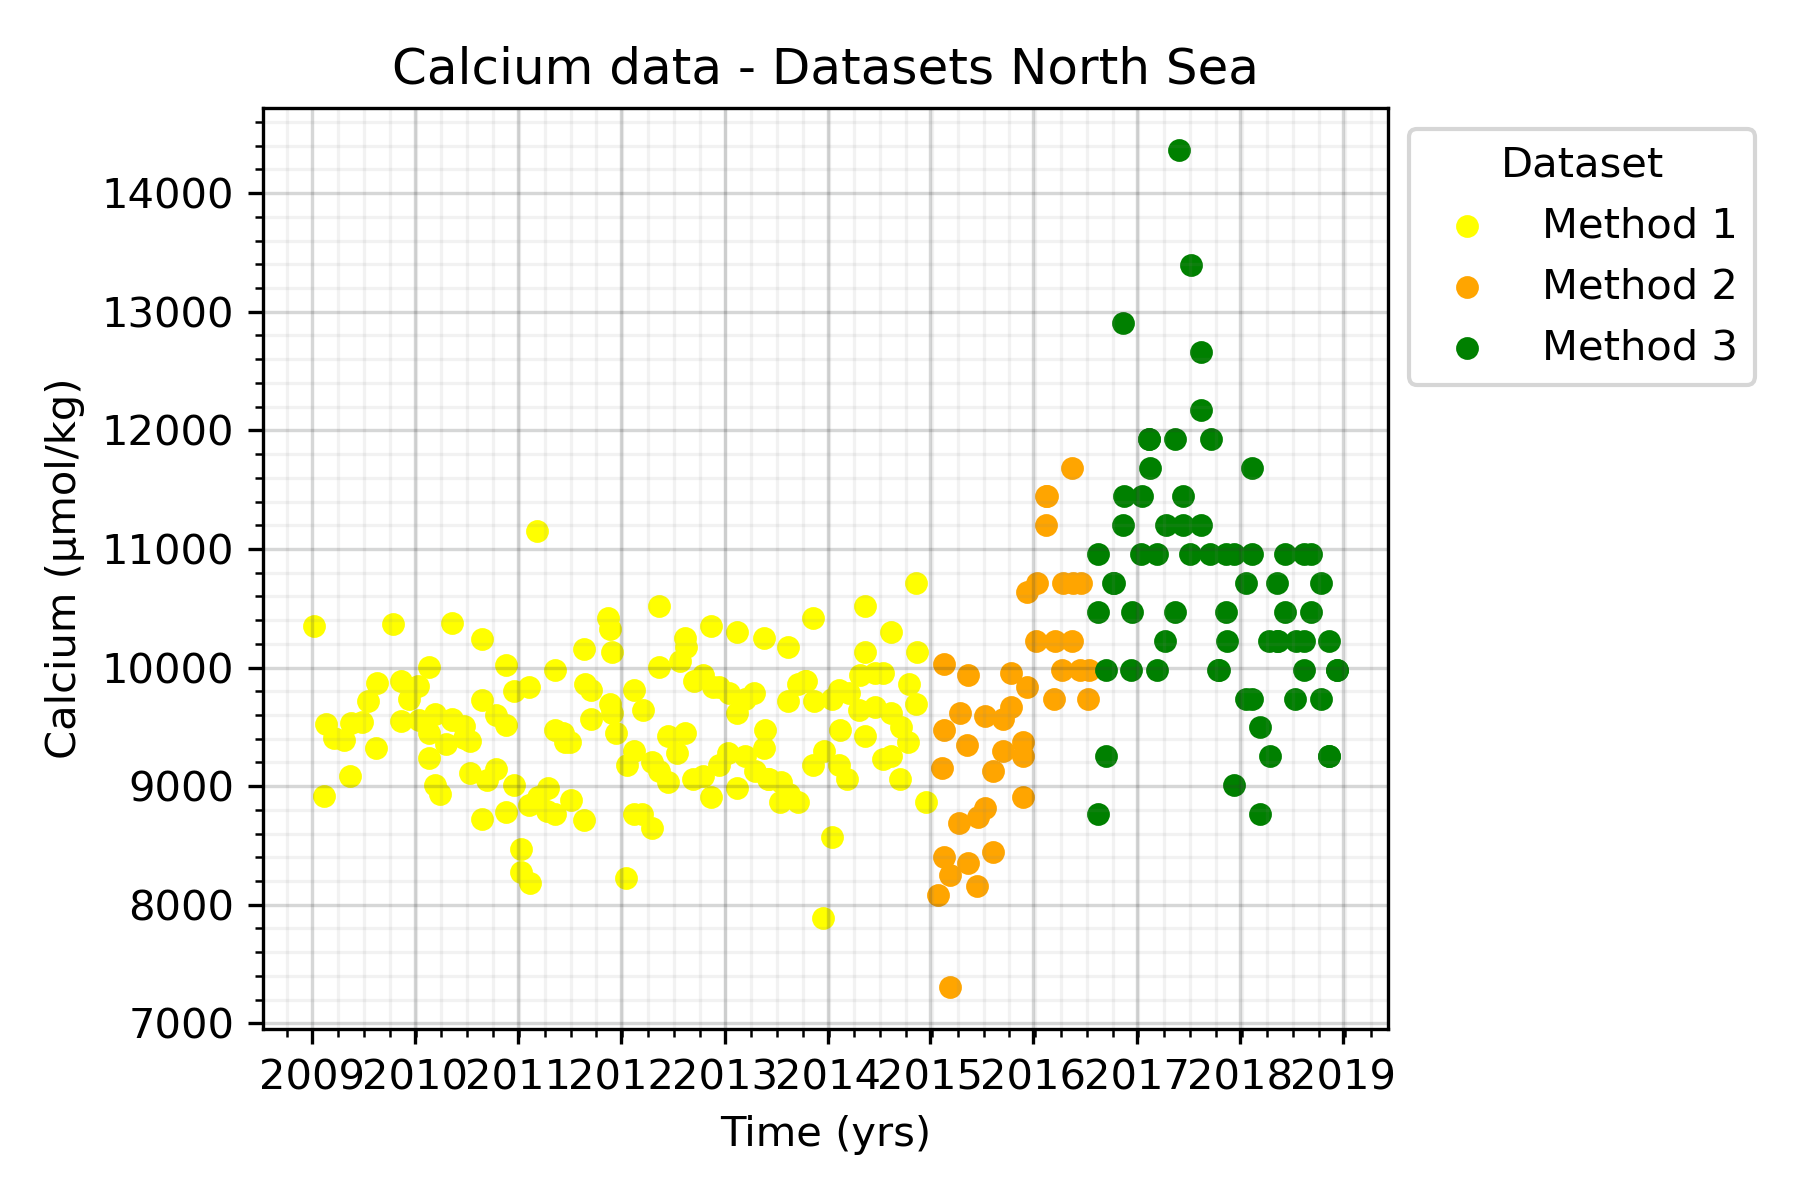 Calcium data - Datasets North Sea
Dataset
Method 1
Method 2
Method 3
14000
13000
12000
11000
10000
9000
8000
7000
Calcium (µmol/kg)
2009 2010 2011 2012 2013 2014 2015 2016 2017 2018 2019
Time (yrs)